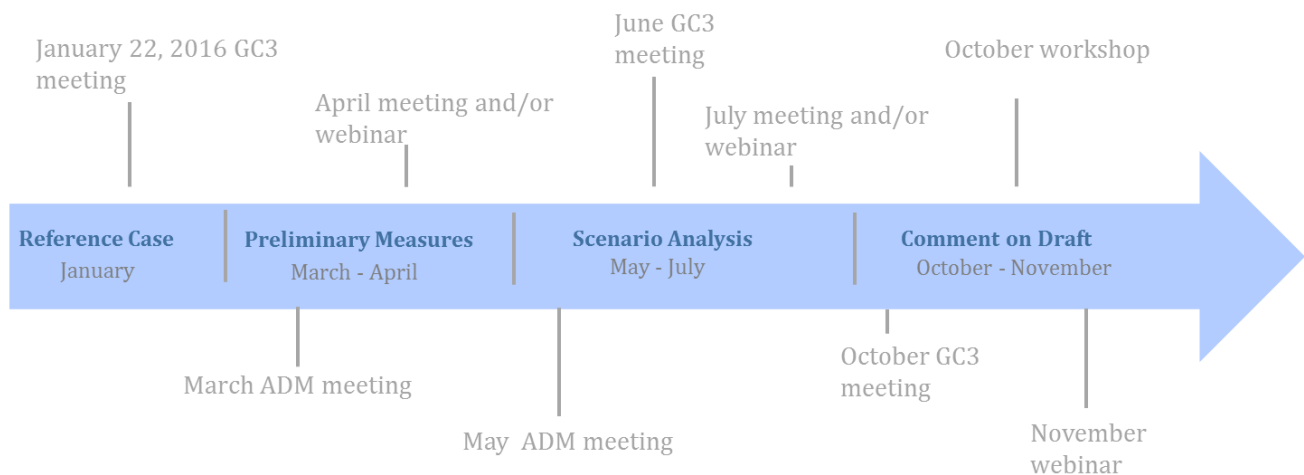 January 22, 2016 GC3
meeting
April meeting and/or
webinar
June GC3
meeting
July meeting and/or
webinar
October workshop
Reference Case
January
Preliminary Measures
March - April
Scenario Analysis
May - July
Comment on Draft
October - November
March ADM meeting
May ADM meeting
October GC3
meeting
November
webinar